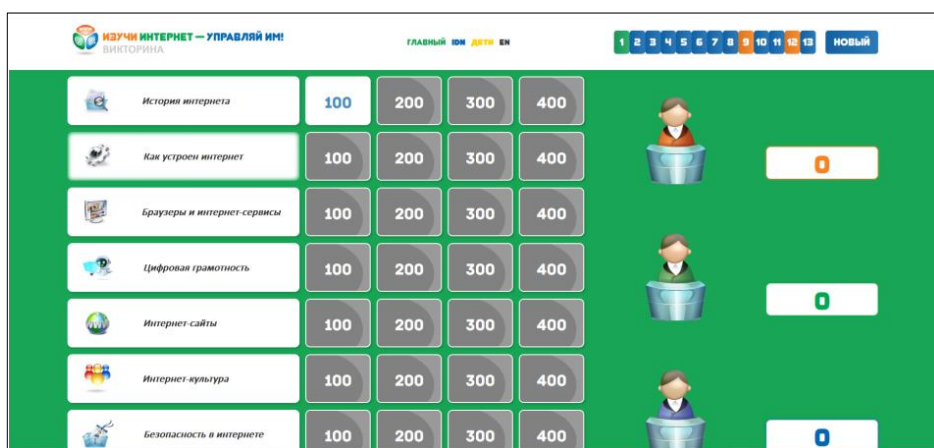 ИЗУЧИ ИНТЕРНЕТ — УПРАВЛЯЙ ИМ!
ВИКТОРИНА
ГЛАВНЫЙ IDN ДЕТИ EN
1 2 3 4 5 6 7 8 9 10 11 12 13 НОВЫЙ
История интернета 100 200 300 400
Как устроен интернет 100 200 300 400
0
Браузеры и интернет-сервисы 100 200 300 400
Цифровая грамотность 100 200 300 400
0
Интернет-сайты 100 200 300 400
Интернет-культура 100 200 300 400
Безопасность в интернете 100 200 300 400
0